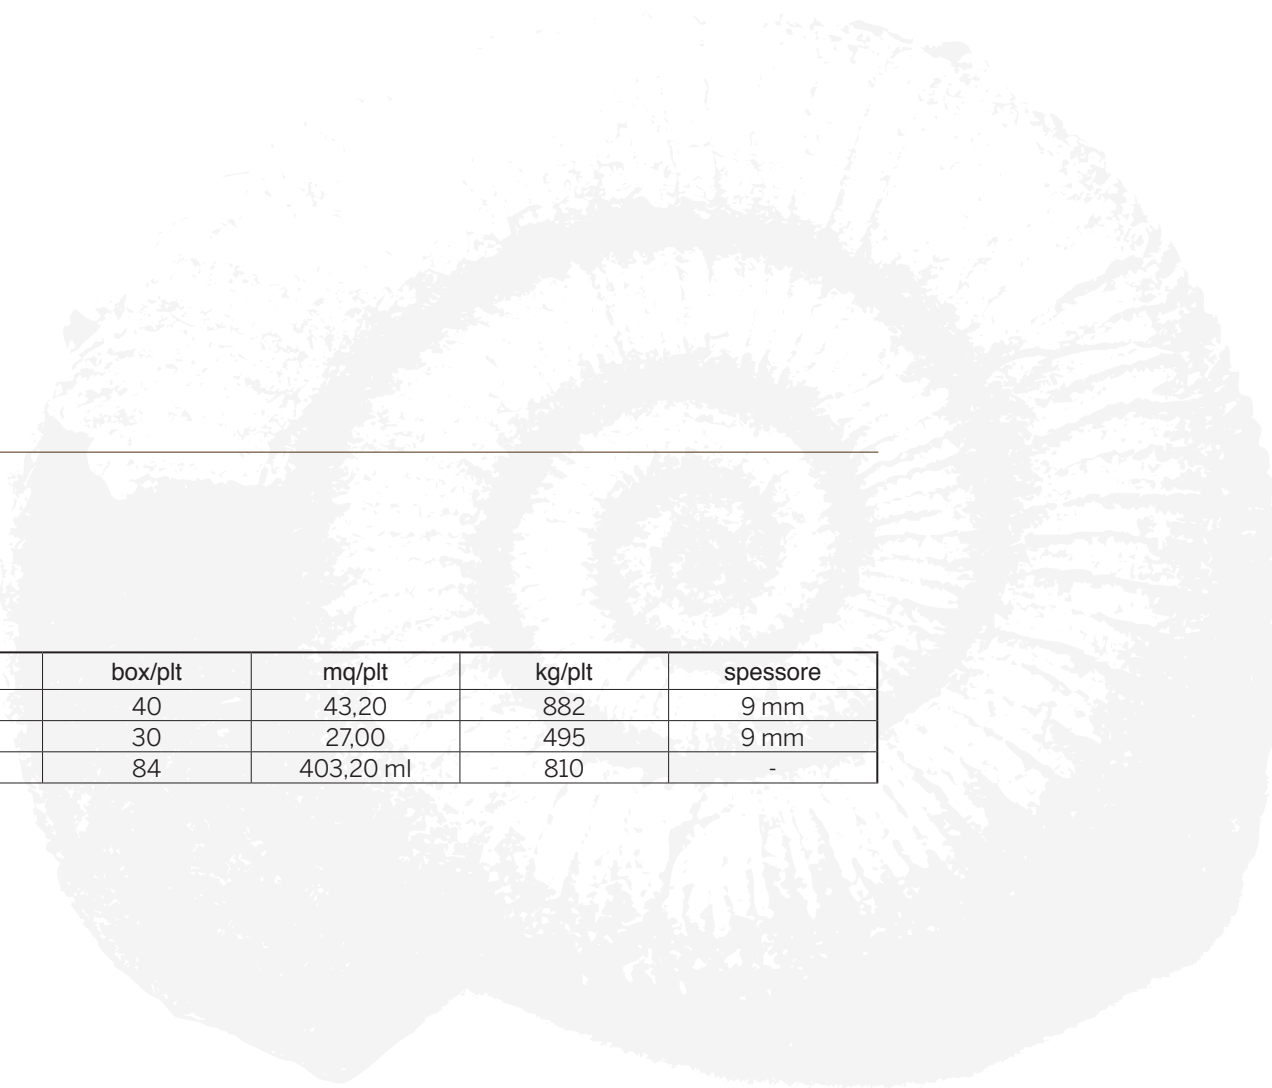 box/plt mq/plt kg/plt spessore
40 43,20 882 9 mm
30 27,00 495 9 mm
84 403,20 ml 810 -